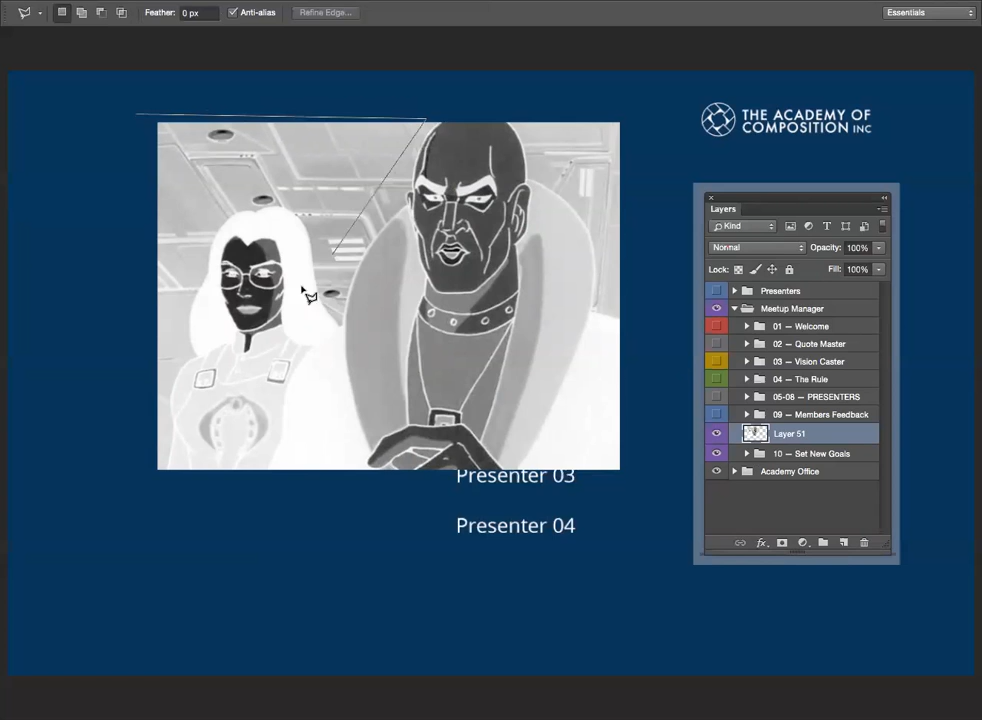 Feather: 0 px Anti-alias Refine Edge... Essentials
THE ACADEMY OF
COMPOSITION INC
Layers
Kind
Normal Opacity: 100%
Lock: Fill: 100%
Presenters
Meetup Manager
01 — Welcome
02 — Quote Master
03 — Vision Caster
04 — The Rule
05-08 — PRESENTERS
09 — Members Feedback
Layer 51
10 — Set New Goals
Academy Office
fx
Presenter 03
Presenter 04